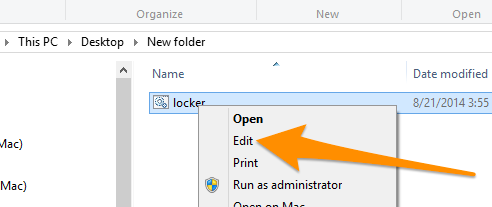 Organize
New
Open
This PC
Desktop
New folder
Name
Date modified
locker
8/21/2014 3:55
Open
Edit
Mac)
Print
Mac)
Run as administrator
Open on Mac